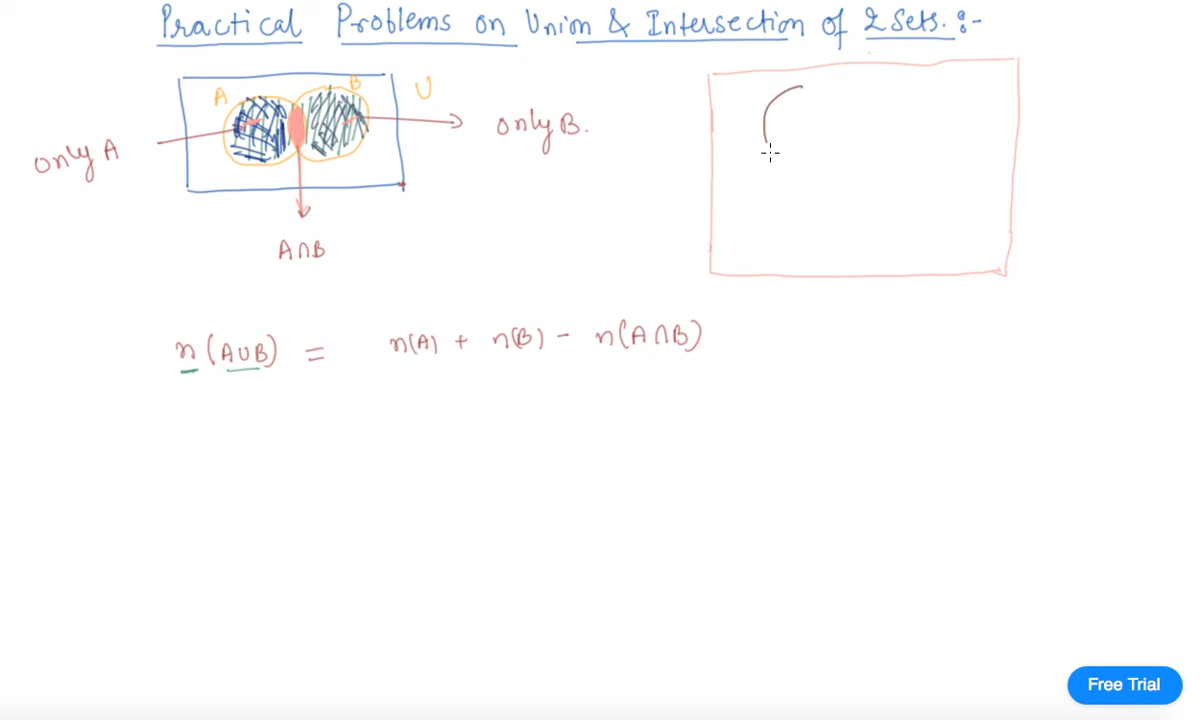 Practical Problems on Union & Intersection of 2 Sets. :-
A B U
only A
only B.
A∩B
n(A∪B) = n(A) + n(B) - n(A∩B)
Free Trial